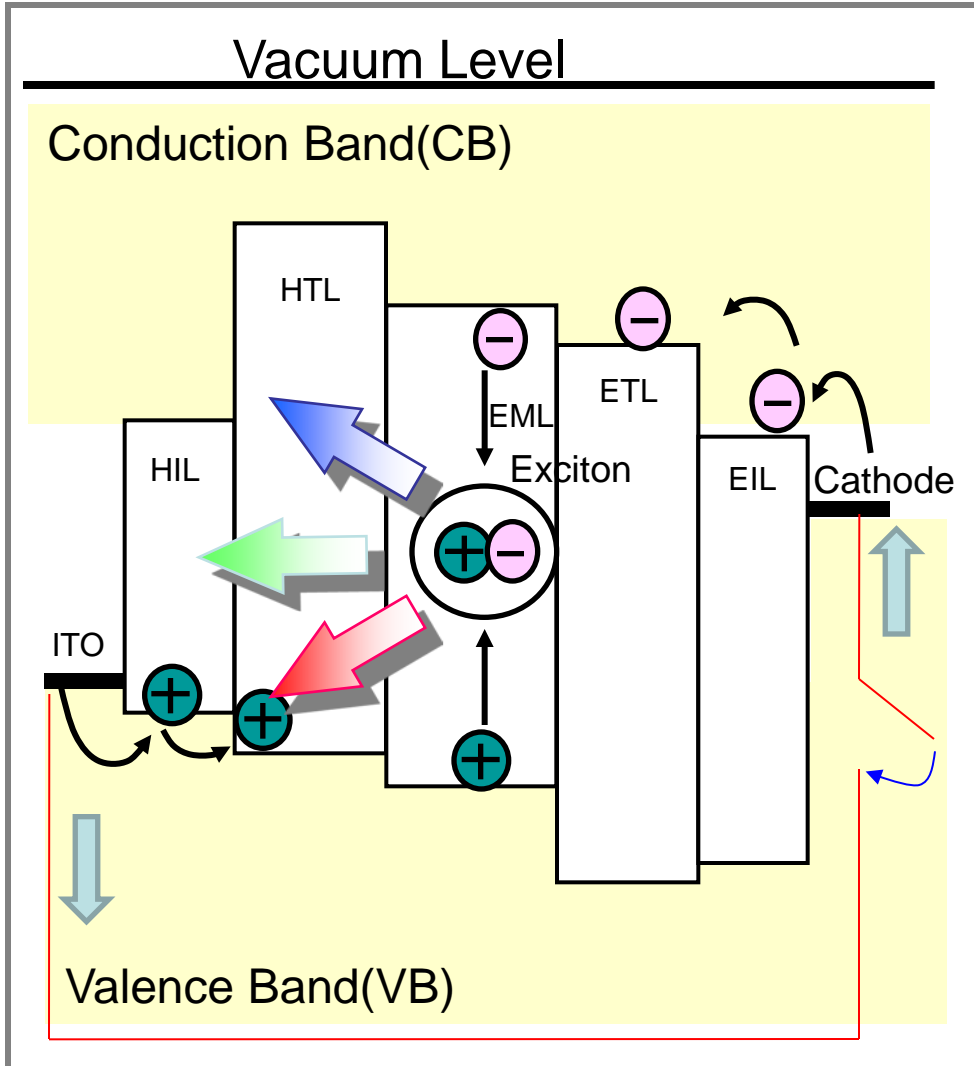 Vacuum Level
Conduction Band(CB)
HTL
ETL
EML
HIL
Exciton
EIL
Cathode
ITO
Valence Band(VB)